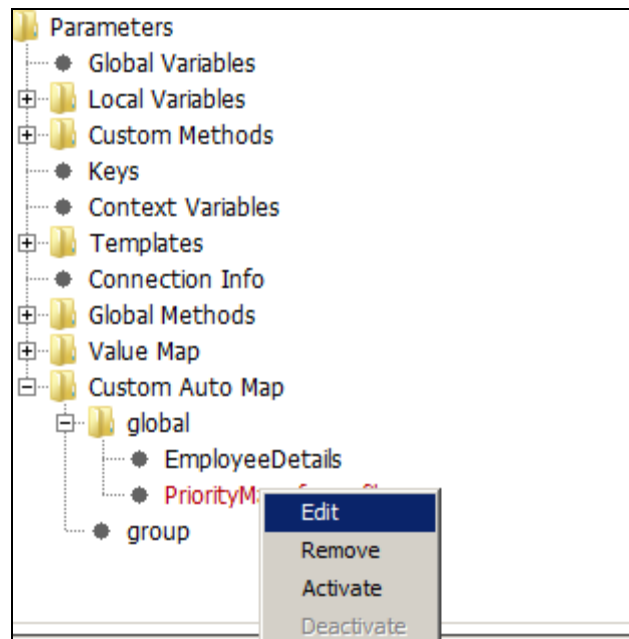 Parameters
Global Variables
Local Variables
Custom Methods
Keys
Context Variables
Templates
Connection Info
Global Methods
Value Map
Custom Auto Map
global
EmployeeDetails
group
Edit
Remove
Activate
Deactivate